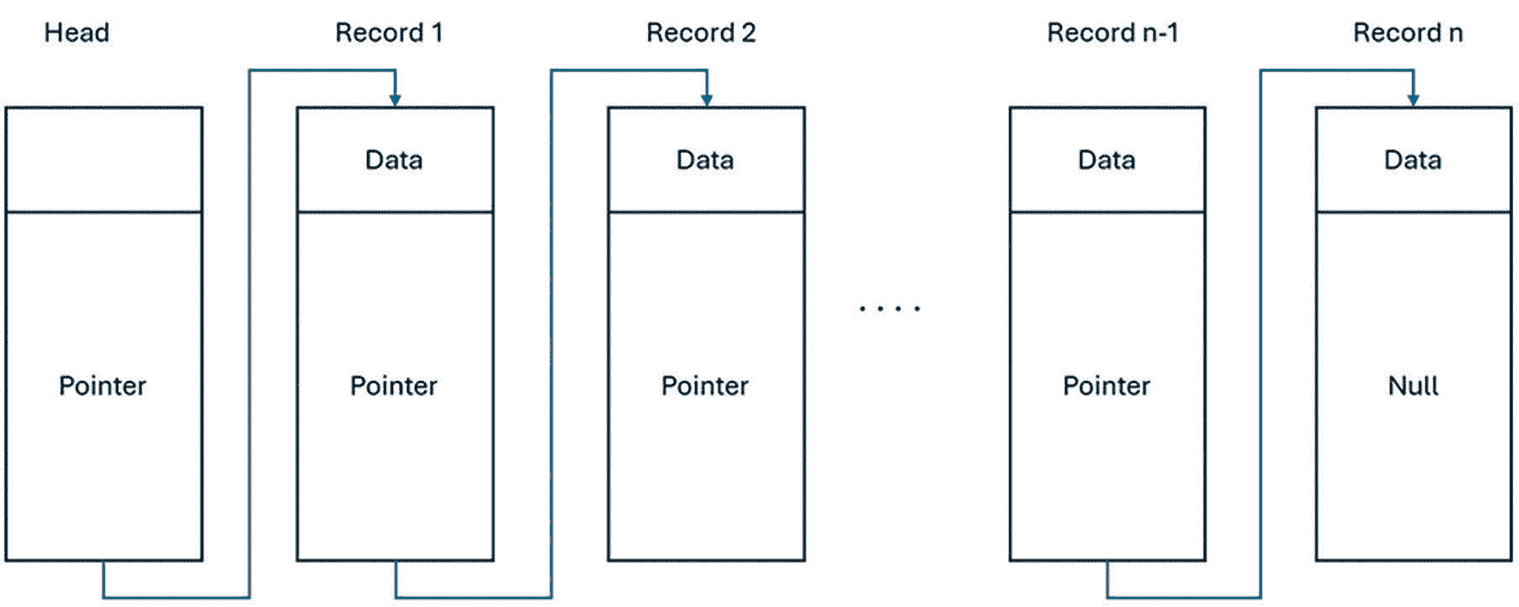 Head
Record 1
Record 2
Record n-1
Record n
Data
Data
Data
Data
. . . .
Pointer
Pointer
Pointer
Pointer
Null